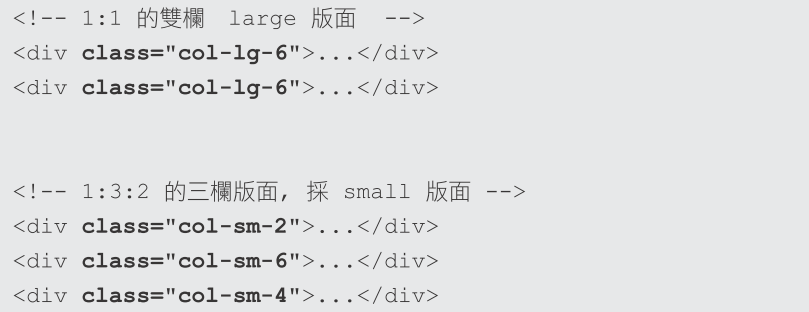 <!-- 1:1 的雙欄 large 版面 -->
<div class="col-lg-6">...</div>
<div class="col-lg-6">...</div>
<!-- 1:3:2 的三欄版面, 採 small 版面 -->
<div class="col-sm-2">...</div>
<div class="col-sm-6">...</div>
<div class="col-sm-4">...</div>